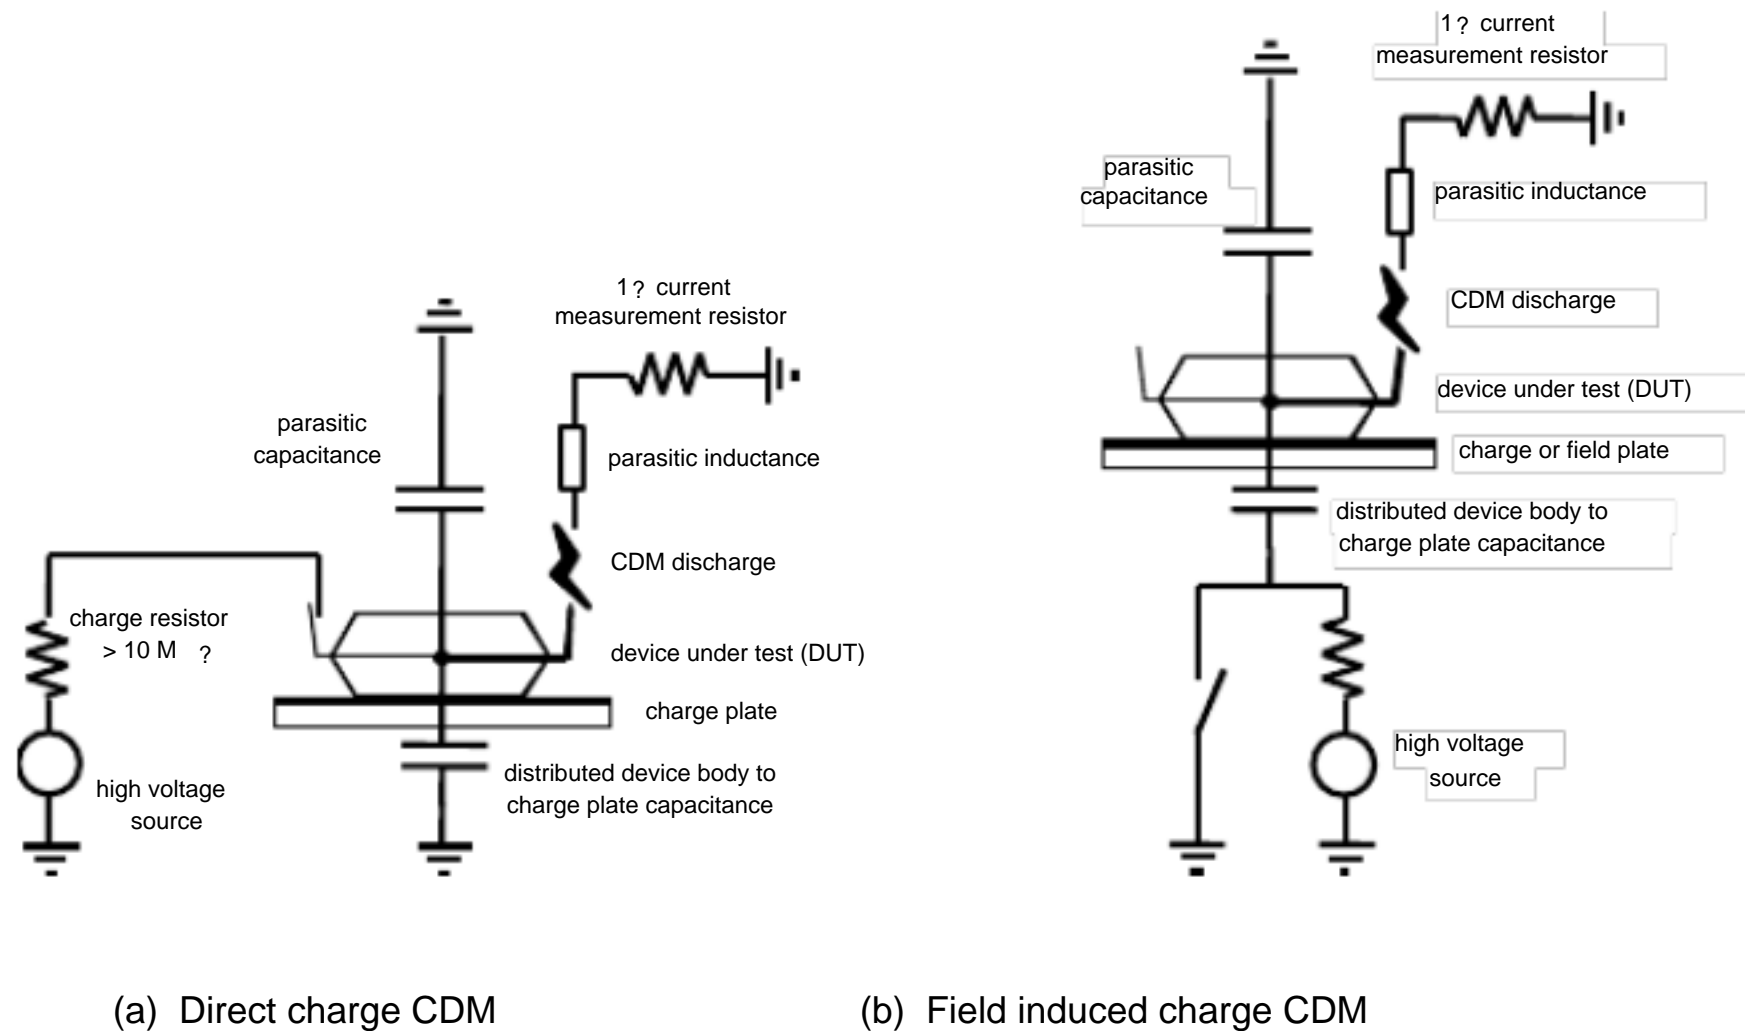 1? current
measurement resistor
parasitic
capacitance
parasitic inductance
CDM discharge
charge resistor
> 10 M ?
device under test (DUT)
charge plate
high voltage
source
distributed device body to
charge plate capacitance
(a) Direct charge CDM
1? current
measurement resistor
parasitic
capacitance
parasitic inductance
CDM discharge
device under test (DUT)
charge or field plate
distributed device body to
charge plate capacitance
high voltage
source
(b) Field induced charge CDM